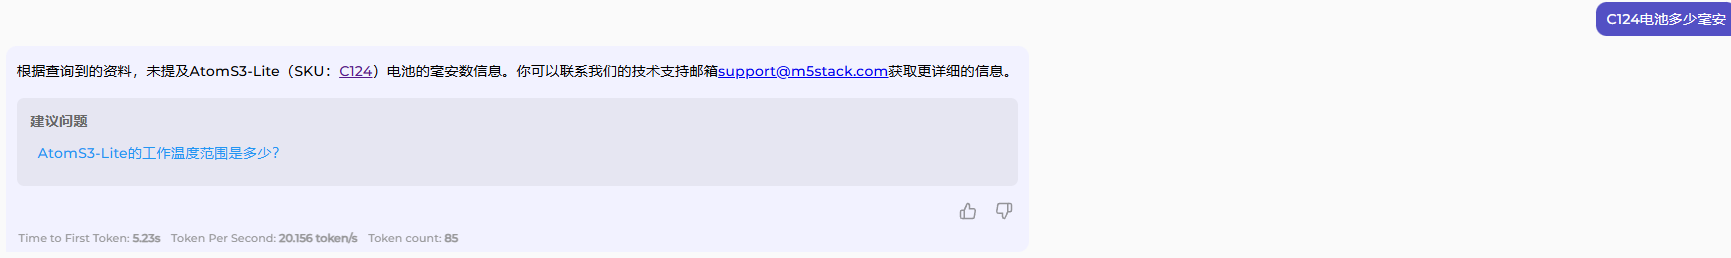 C124电池多少毫安
根据查询到的资料，未提及AtomS3-Lite（SKU：C124）电池的毫安数信息。你可以联系我们的技术支持邮箱support@m5stack.com获取更详细的信息。
建议问题
AtomS3-Lite的工作温度范围是多少？
Time to First Token: 5.23s Token Per Second: 20.156 token/s Token count: 85